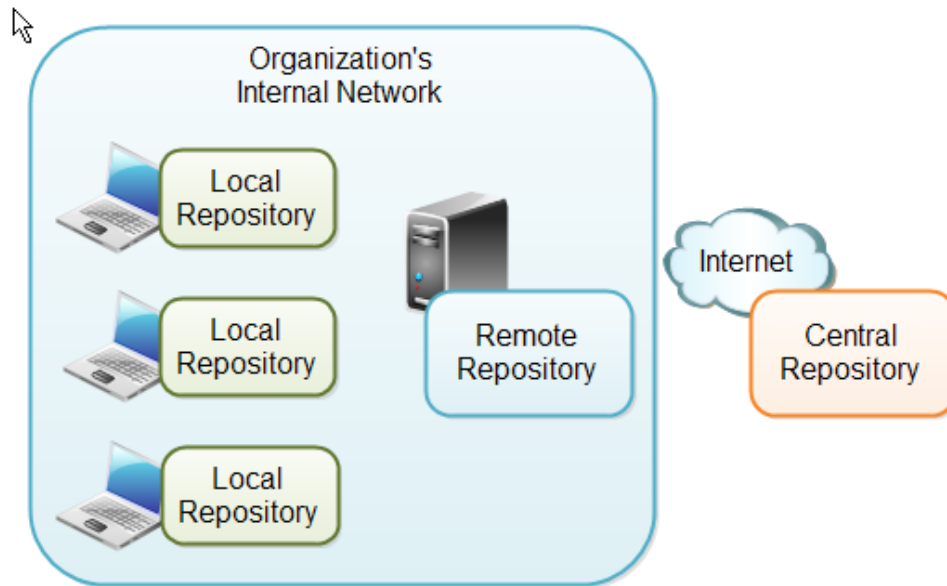 Organization's
Internal Network
Local
Repository
Local
Repository
Local
Repository
Remote
Repository
Internet
Central
Repository